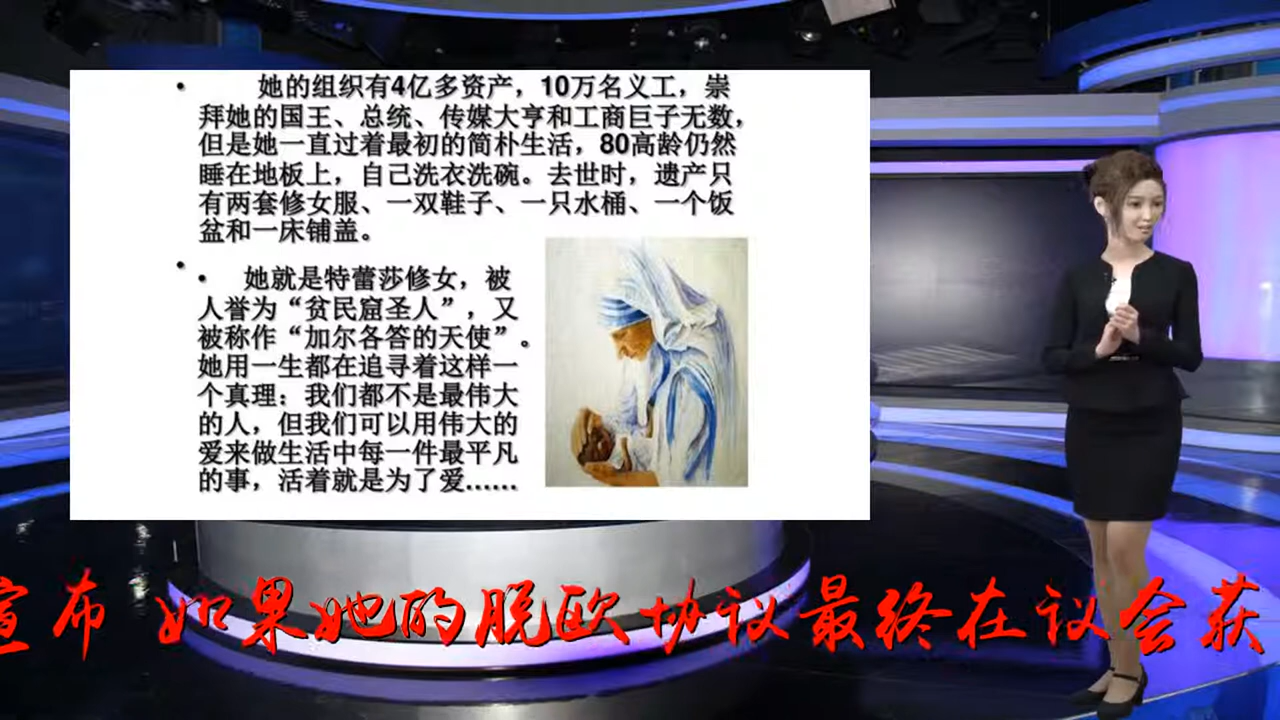 她的组织有4亿多资产，10万名义工，崇
拜她的国王、总统、传媒大亨和工商巨子无数，
但是她一直过着最初的简朴生活，80高龄仍然
睡在地板上，自己洗衣洗碗。去世时，遗产只
有两套修女服、一双鞋子、一只水桶、一个饭
盆和一床铺盖。
她就是特蕾莎修女，被
人誉为“贫民窟圣人”，又
被称作“加尔各答的天使”。
她用一生都在追寻着这样一
个真理：我们都不是最伟大
的人，但我们可以用伟大的
爱来做生活中每一件最平凡
的事，活着就是为了爱……
宣布 如果她的脱欧协议最终在议会获